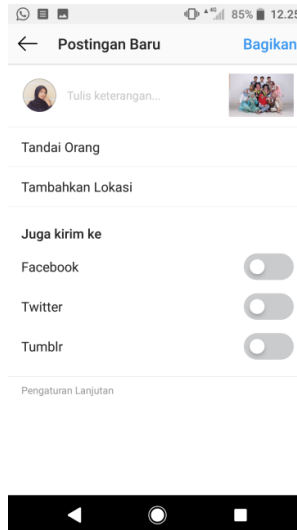 4G 85% 12.25
Postingan Baru Bagikan
Tulis keterangan...
Tandai Orang
Tambahkan Lokasi
Juga kirim ke
Facebook
Twitter
Tumblr
Pengaturan Lanjutan